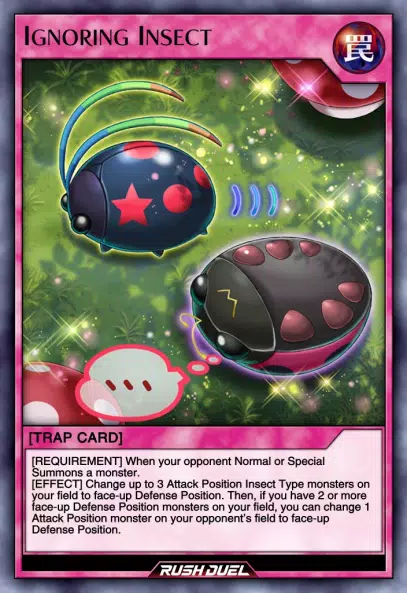 IGNORING INSECT
罠
[TRAP CARD]
[REQUIREMENT] When your opponent Normal or Special
Summons a monster.
[EFFECT] Change up to 3 Attack Position Insect Type monsters on
your field to face-up Defense Position. Then, if you have 2 or more
face-up Defense Position monsters on your field, you can change 1
Attack Position monster on your opponent's field to face-up
Defense Position.
RUSH DUEL